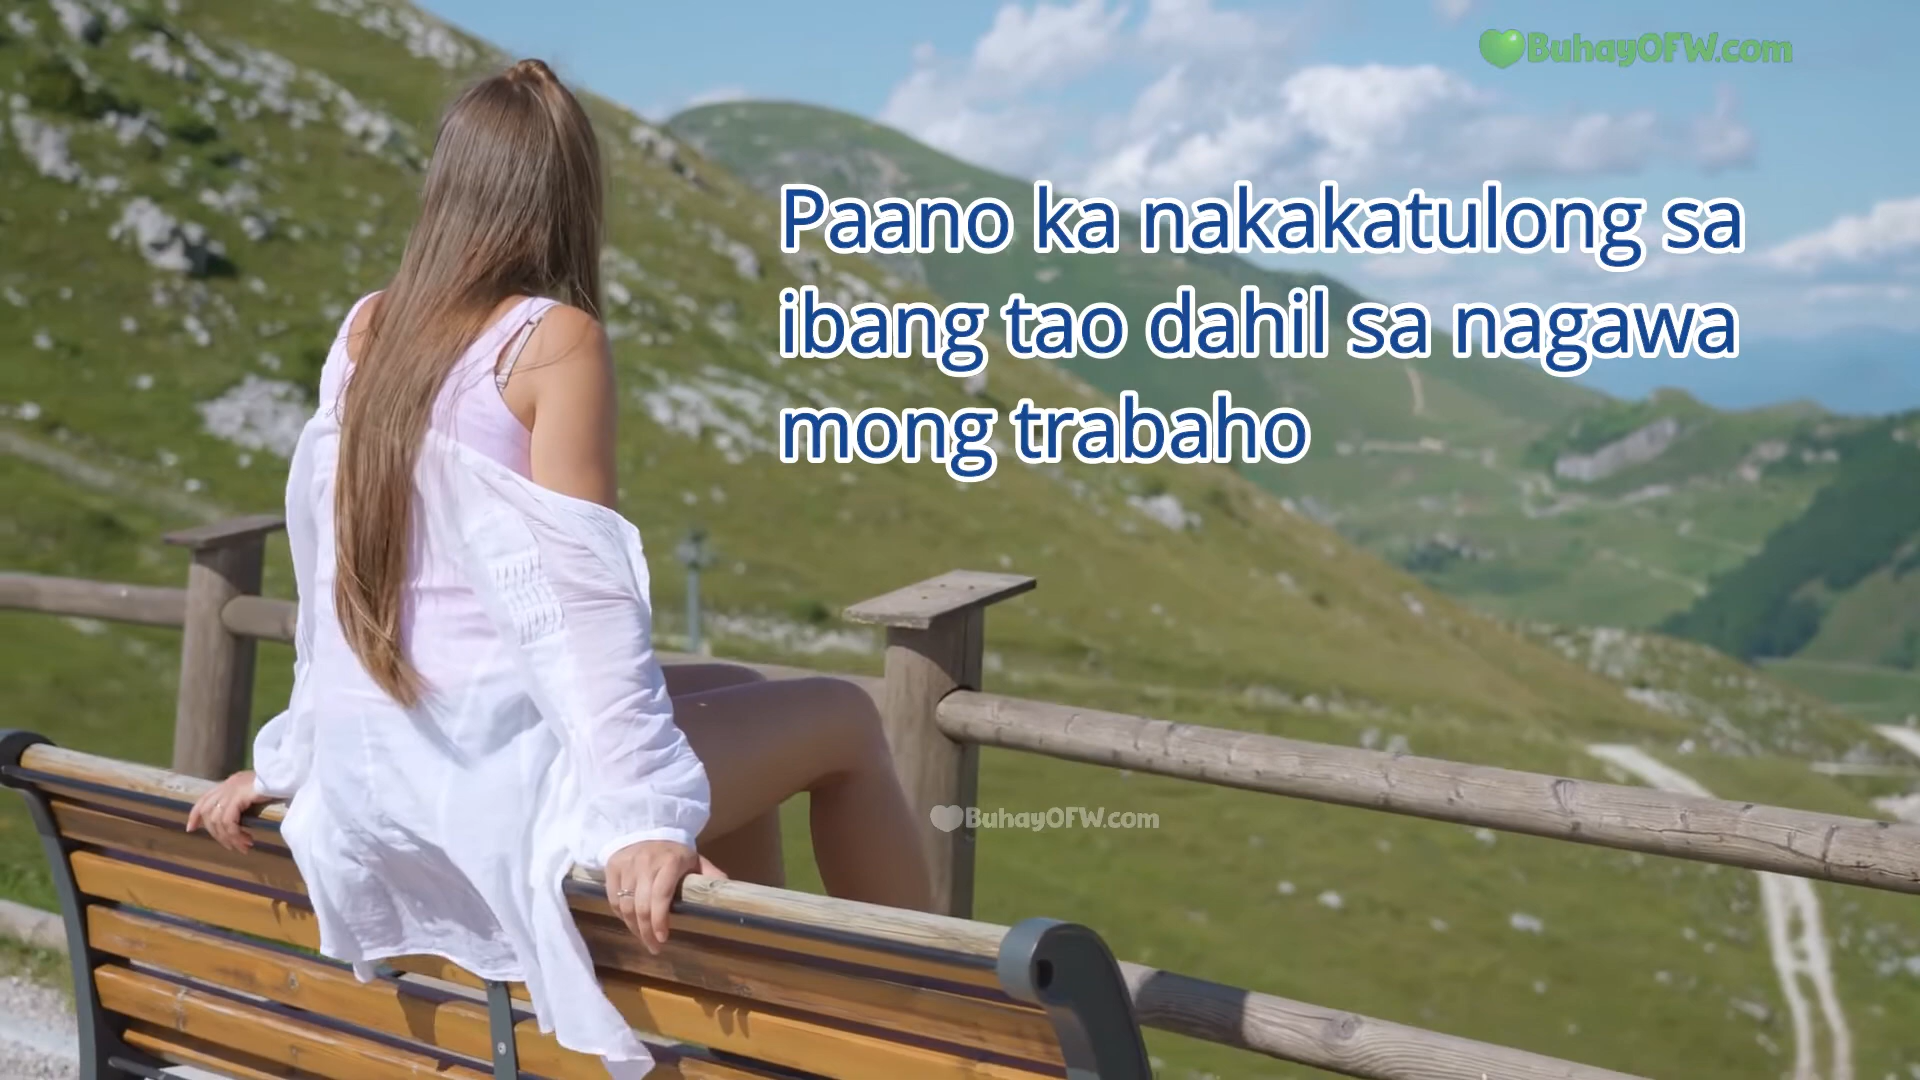 BuhayOFW.com
Paano ka nakakatulong sa
ibang tao dahil sa nagawa
mong trabaho
BuhayOFW.com